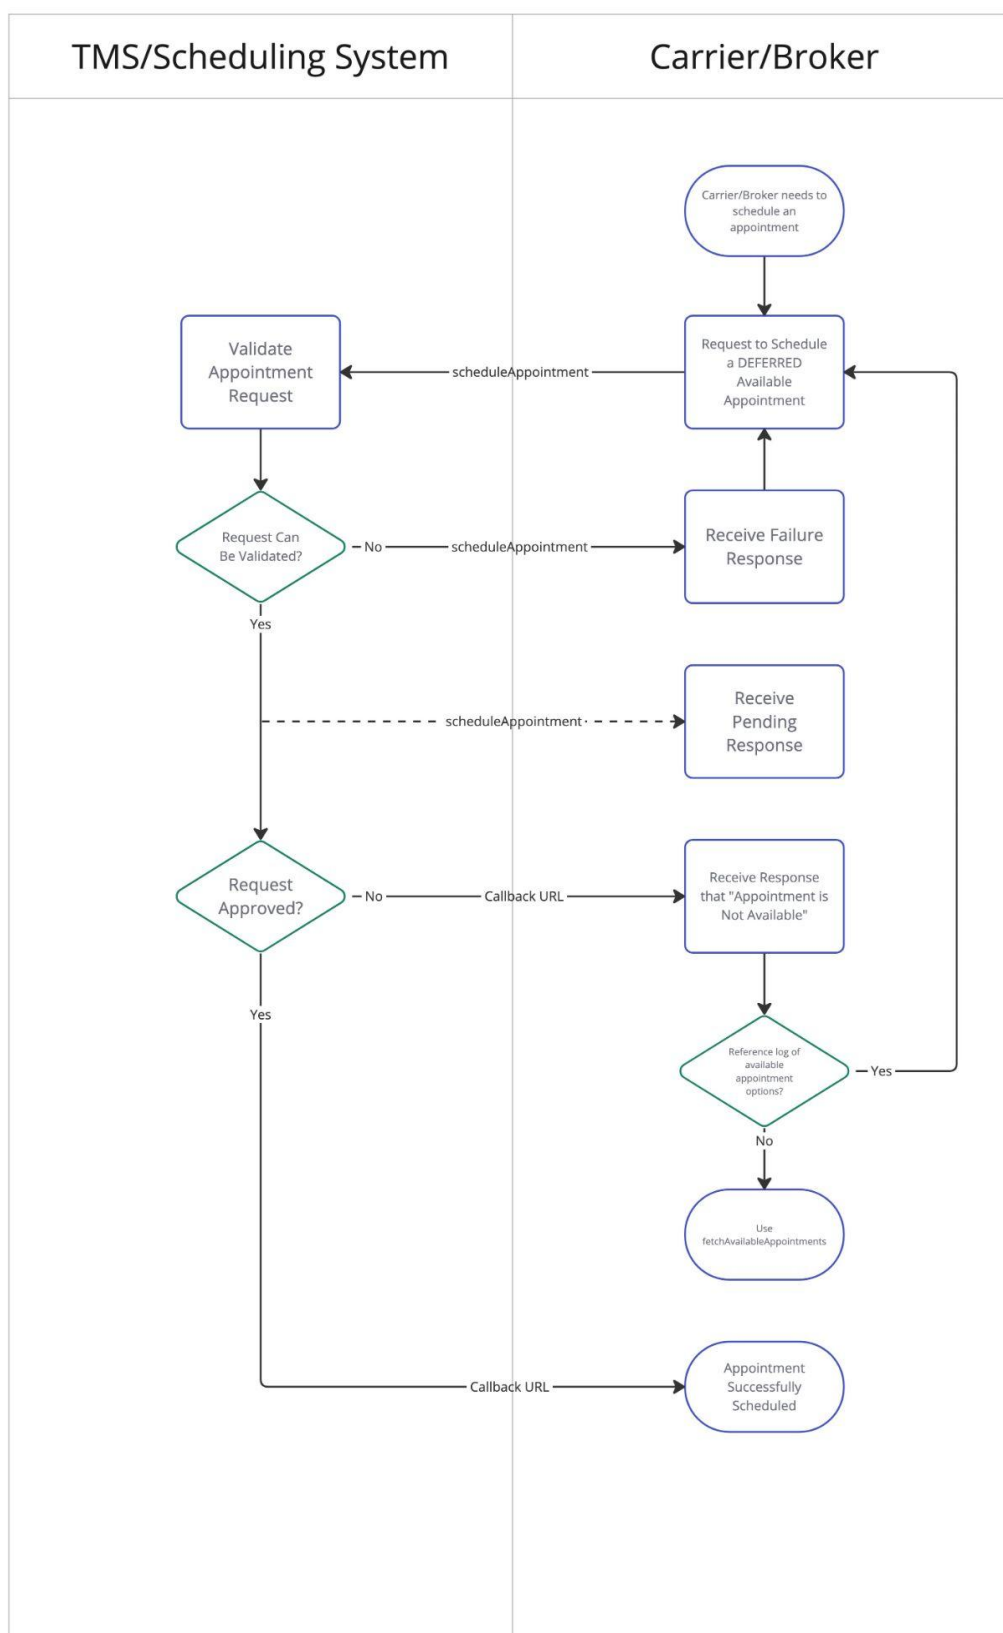 TMS/Scheduling System
Carrier/Broker
Carrier/Broker needs to
schedule an
appointment
Validate
Appointment
Request
scheduleAppointment
Request to Schedule
a DEFERRED
Available
Appointment
Request Can
Be Validated?
No
scheduleAppointment
Receive Failure
Response
Yes
scheduleAppointment
Receive
Pending
Response
Request
Approved?
No
Callback URL
Receive Response
that "Appointment is
Not Available"
Yes
Reference log of
available
appointment
options?
Yes
No
Use
fetchAvailableAppointments
Callback URL
Appointment
Successfully
Scheduled